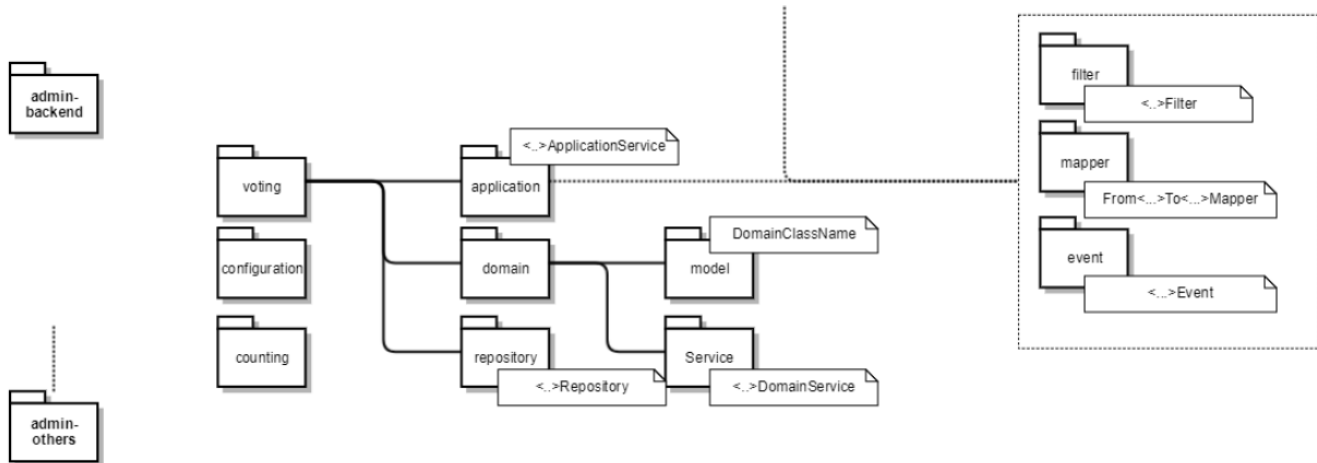 admin-
backend
filter
<..>Filter
<..>ApplicationService
voting
application
mapper
From<...>To<...>Mapper
DomainClassName
configuration
domain
model
event
<...>Event
counting
repository
Service
<..>Repository
<..>DomainService
admin-
others